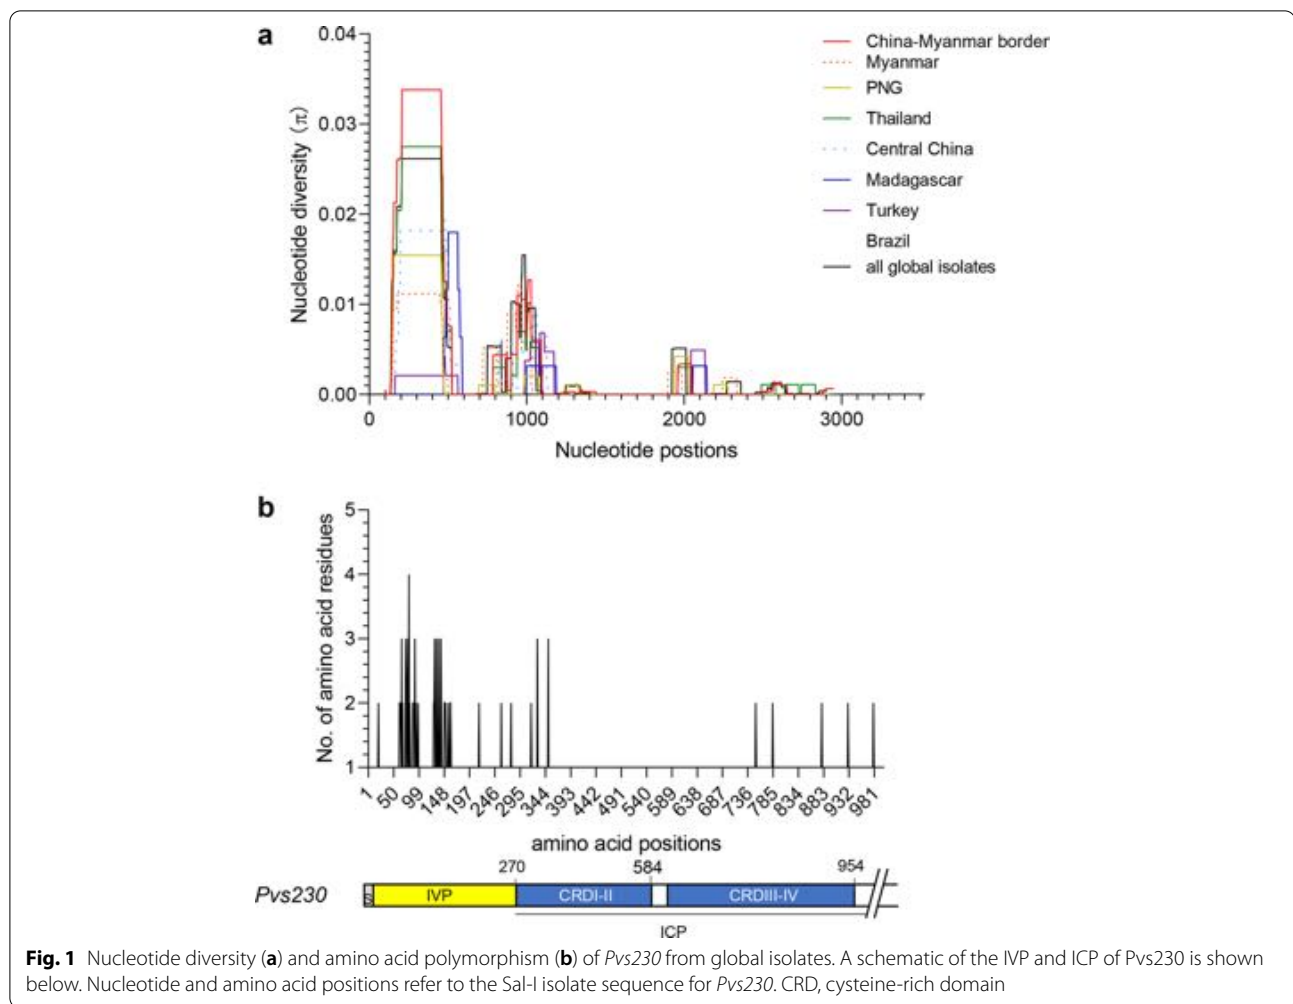 a
0.04
0.03
0.02
0.01
0.00
Nucleotide diversity (π)
0
1000
2000
3000
Nucleotide postions
China-Myanmar border
Myanmar
PNG
Thailand
Central China
Madagascar
Turkey
Brazil
all global isolates
b
5
4
3
2
1
No. of amino acid residues
1
50
99
148
197
246
295
344
393
442
491
540
589
638
687
736
785
834
883
932
981
amino acid positions
270
584
954
Pvs230
S
IVP
CRDI-II
CRDIII-IV
ICP
Fig. 1 Nucleotide diversity (a) and amino acid polymorphism (b) of Pvs230 from global isolates. A schematic of the IVP and ICP of Pvs230 is shown
below. Nucleotide and amino acid positions refer to the Sal-I isolate sequence for Pvs230. CRD, cysteine-rich domain